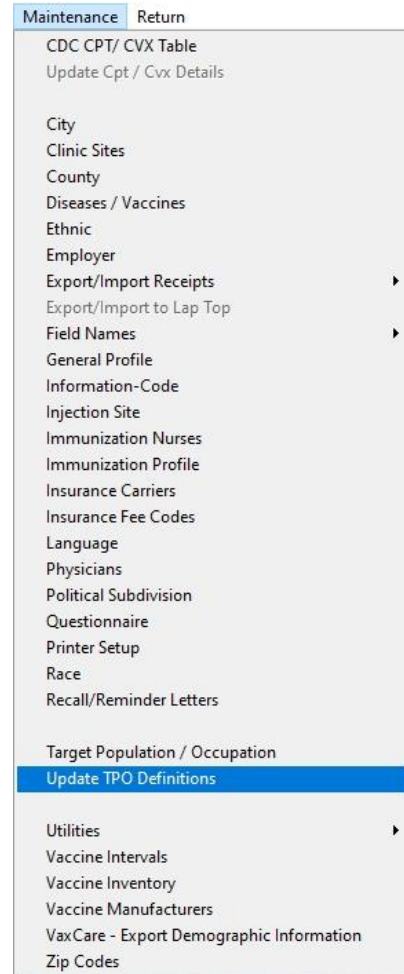 Maintenance Return
CDC CPT/ CVX Table
Update Cpt / Cvx Details
City
Clinic Sites
County
Diseases / Vaccines
Ethnic
Employer
Export/Import Receipts
Export/Import to Lap Top
Field Names
General Profile
Information-Code
Injection Site
Immunization Nurses
Immunization Profile
Insurance Carriers
Insurance Fee Codes
Language
Physicians
Political Subdivision
Questionnaire
Printer Setup
Race
Recall/Reminder Letters
Target Population / Occupation
Update TPO Definitions
Utilities
Vaccine Intervals
Vaccine Inventory
Vaccine Manufacturers
VaxCare - Export Demographic Information
Zip Codes